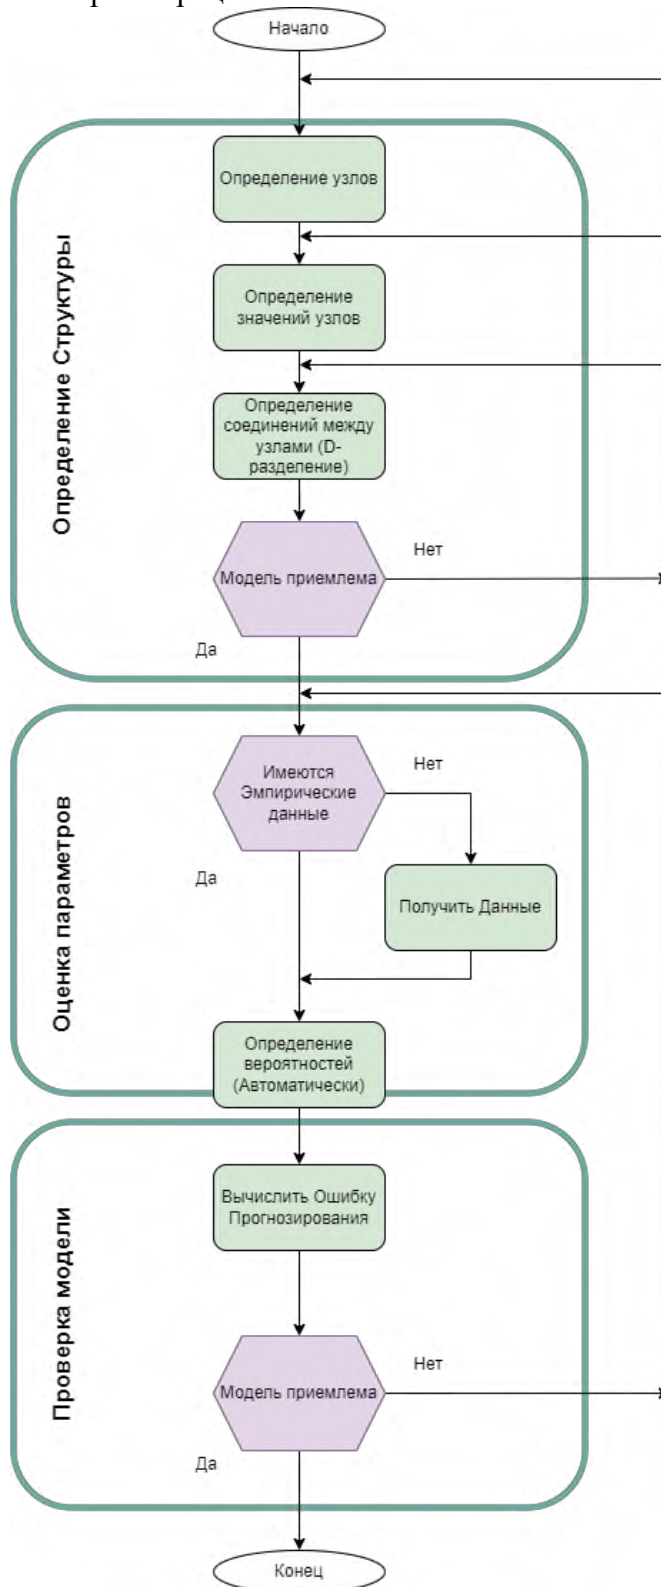 Начало
Определение Структуры
Определение узлов
Определение
значений узлов
Определение
соединений между
узлами (D-
разделение)
Модель приемлема
Нет
Да
Оценка параметров
Имеются
Эмпирические
данные
Нет
Да
Получить Данные
Определение
вероятностей
(Автоматически)
Проверка модели
Вычислить Ошибку
Прогнозирования
Модель приемлема
Нет
Да
Конец